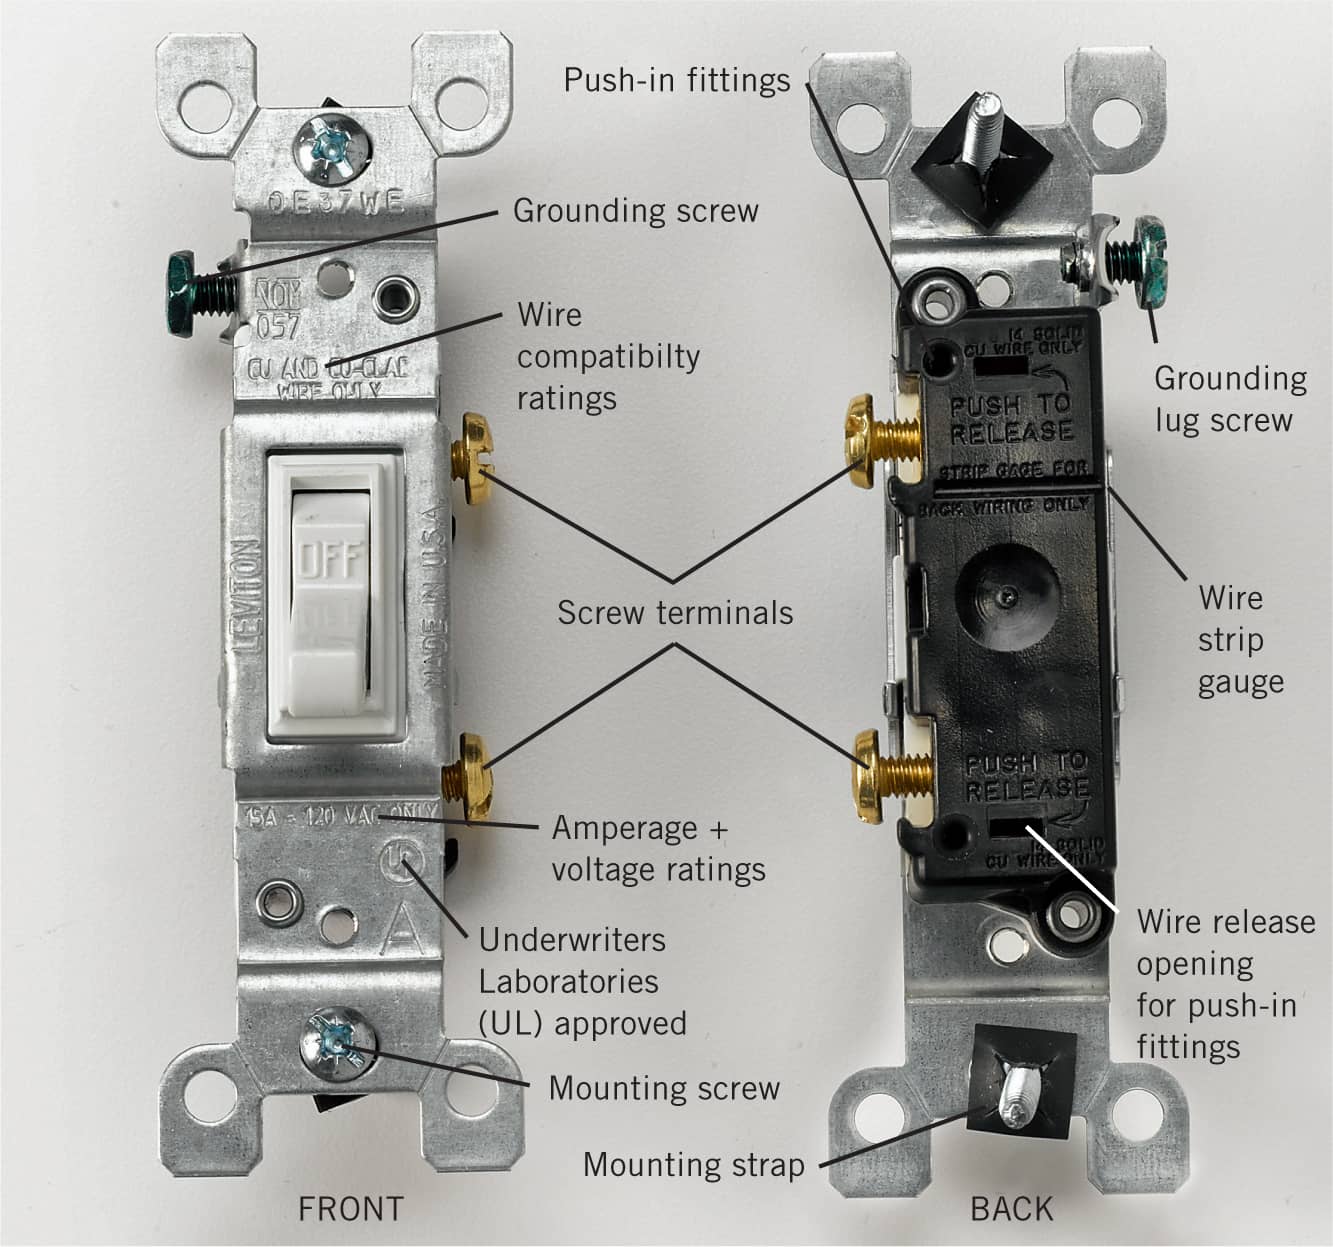 Push-in fittings
OE37WE
Grounding screw
NOM
057
Wire
compatibilty
ratings
CU AND CU-CLAD
WIRE ONLY
14 SOLID
CU WIRE ONLY
PUSH TO
RELEASE
Grounding
lug screw
STRIP GAGE FOR
BACK WIRING ONLY
OFF
LEVITON
MADE IN U.S.A.
Screw terminals
Wire
strip
gauge
PUSH TO
RELEASE
15A - 120 VAC ONLY
Amperage +
voltage ratings
14 SOLID
CU WIRE ONLY
UL
A
Underwriters
Laboratories
(UL) approved
Wire release
opening
for push-in
fittings
Mounting screw
Mounting strap
FRONT
BACK